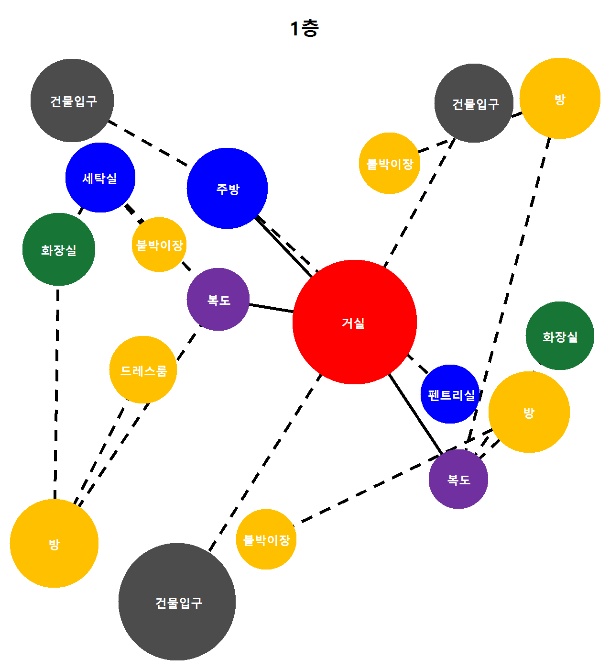 1층
건물입구
건물입구
방
붙박이장
세탁실
주방
화장실
붙박이장
복도
거실
화장실
드레스룸
펜트리실
방
복도
방
붙박이장
건물입구